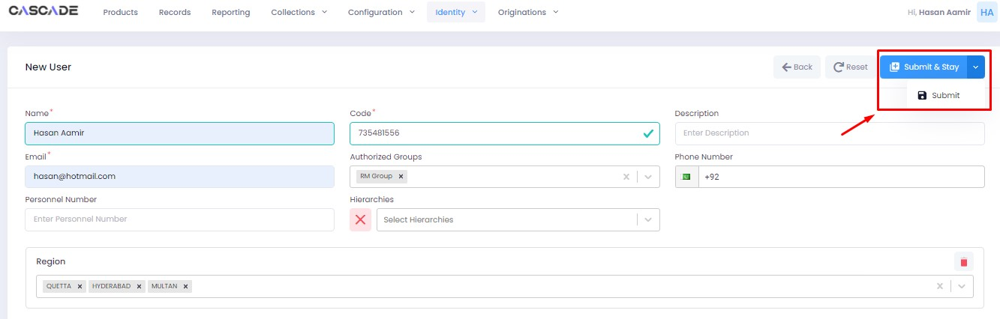 CASCADE Products Records Reporting Collections Configuration Identity Originations Hi, Hasan Aamir HA
New User Back Reset Submit & Stay
Submit
Name* Code* Description
Hasan Aamir 735481556 Enter Description
Email* Authorized Groups Phone Number
hasan@hotmail.com RM Group x +92
Personnel Number Hierarchies
Enter Personnel Number Select Hierarchies
Region
QUETTA x HYDERABAD x MULTAN x